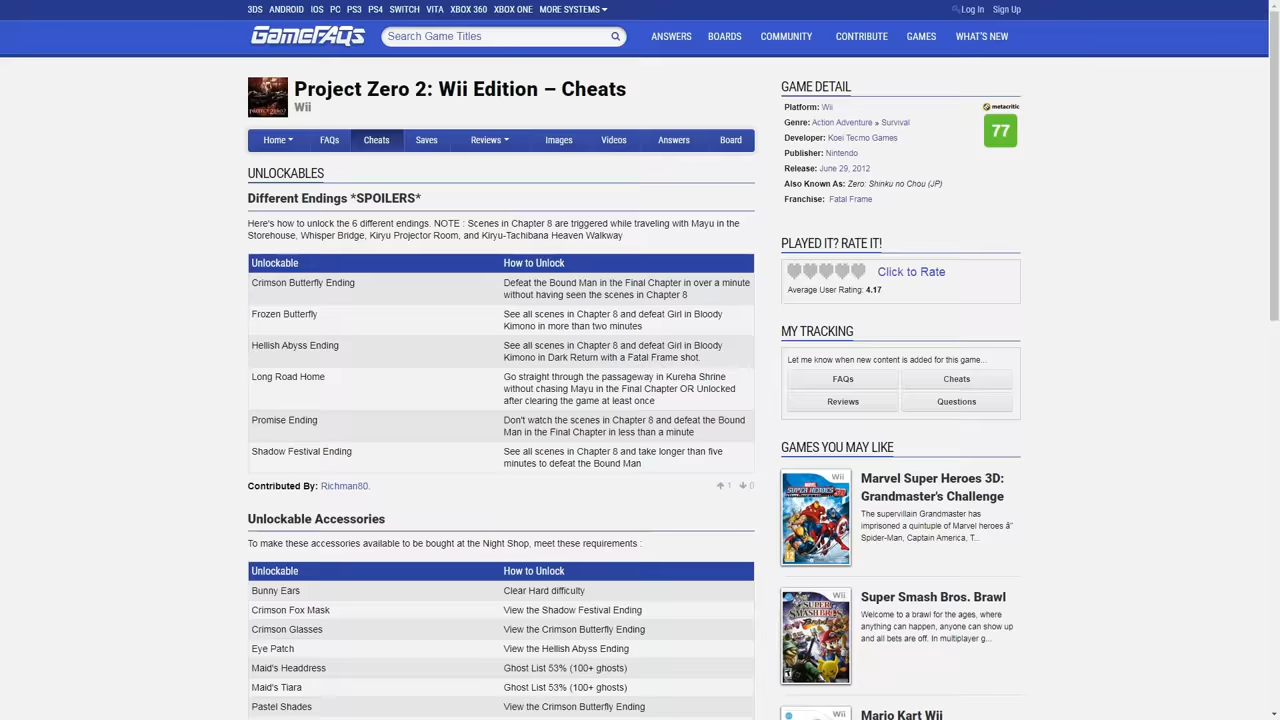 3DS ANDROID IOS PC PS3 PS4 SWITCH VITA XBOX 360 XBOX ONE MORE SYSTEMS
Log In Sign Up
GameFAQs
Search Game Titles
ANSWERS BOARDS COMMUNITY CONTRIBUTE GAMES WHAT'S NEW
Project Zero 2: Wii Edition – Cheats
Wii
Home FAQs Cheats Saves Reviews Images Videos Answers Board
UNLOCKABLES
Different Endings *SPOILERS*
Here's how to unlock the 6 different endings. NOTE : Scenes in Chapter 8 are triggered while traveling with Mayu in the
Storehouse, Whisper Bridge, Kiryu Projector Room, and Kiryu-Tachibana Heaven Walkway
Unlockable How to Unlock
Crimson Butterfly Ending Defeat the Bound Man in the Final Chapter in over a minute
without having seen the scenes in Chapter 8
Frozen Butterfly See all scenes in Chapter 8 and defeat Girl in Bloody
Kimono in more than two minutes
Hellish Abyss Ending See all scenes in Chapter 8 and defeat Girl in Bloody
Kimono in Dark Return with a Fatal Frame shot.
Long Road Home Go straight through the passageway in Kureha Shrine
without chasing Mayu in the Final Chapter OR Unlocked
after clearing the game at least once
Promise Ending Don't watch the scenes in Chapter 8 and defeat the Bound
Man in the Final Chapter in less than a minute
Shadow Festival Ending See all scenes in Chapter 8 and take longer than five
minutes to defeat the Bound Man
Contributed By: Richman80. 1 0
Unlockable Accessories
To make these accessories available to be bought at the Night Shop, meet these requirements :
Unlockable How to Unlock
Bunny Ears Clear Hard difficulty
Crimson Fox Mask View the Shadow Festival Ending
Crimson Glasses View the Crimson Butterfly Ending
Eye Patch View the Hellish Abyss Ending
Maid's Headdress Ghost List 53% (100+ ghosts)
Maid's Tiara Ghost List 53% (100+ ghosts)
Pastel Shades View the Crimson Butterfly Ending
GAME DETAIL
Platform: Wii
metacritic
77
Genre: Action Adventure » Survival
Developer: Koei Tecmo Games
Publisher: Nintendo
Release: June 29, 2012
Also Known As: Zero: Shinku no Chou (JP)
Franchise: Fatal Frame
PLAYED IT? RATE IT!
Click to Rate
Average User Rating: 4.17
MY TRACKING
Let me know when new content is added for this game...
FAQs Cheats
Reviews Questions
GAMES YOU MAY LIKE
Wii
Marvel Super Heroes 3D:
Grandmaster's Challenge
The supervillain Grandmaster has
imprisoned a quintuple of Marvel heroes â€"
Spider-Man, Captain America, T...
Wii
SUPER SMASH BROS. Brawl
Super Smash Bros. Brawl
Welcome to a brawl for the ages, where
anything can happen, anyone can show up
and all bets are off. In multiplayer g...
Wii
Mario Kart Wii